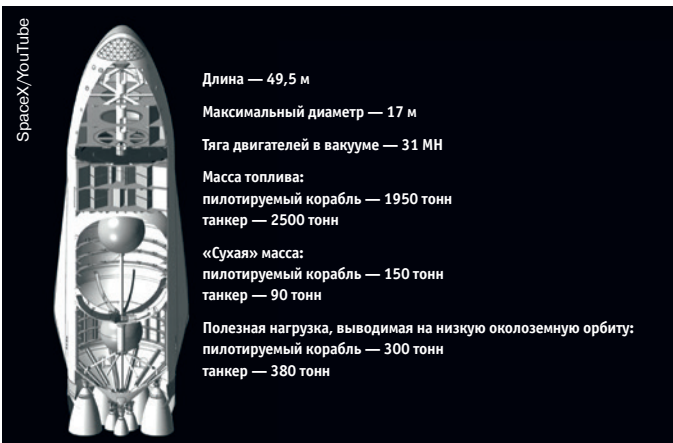 SpaceX/YouTube
Длина — 49,5 м
Максимальный диаметр — 17 м
Тяга двигателей в вакууме — 31 МН
Масса топлива:
пилотируемый корабль — 1950 тонн
танкер — 2500 тонн
«Сухая» масса:
пилотируемый корабль — 150 тонн
танкер — 90 тонн
Полезная нагрузка, выводимая на низкую околоземную орбиту:
пилотируемый корабль — 300 тонн
танкер — 380 тонн